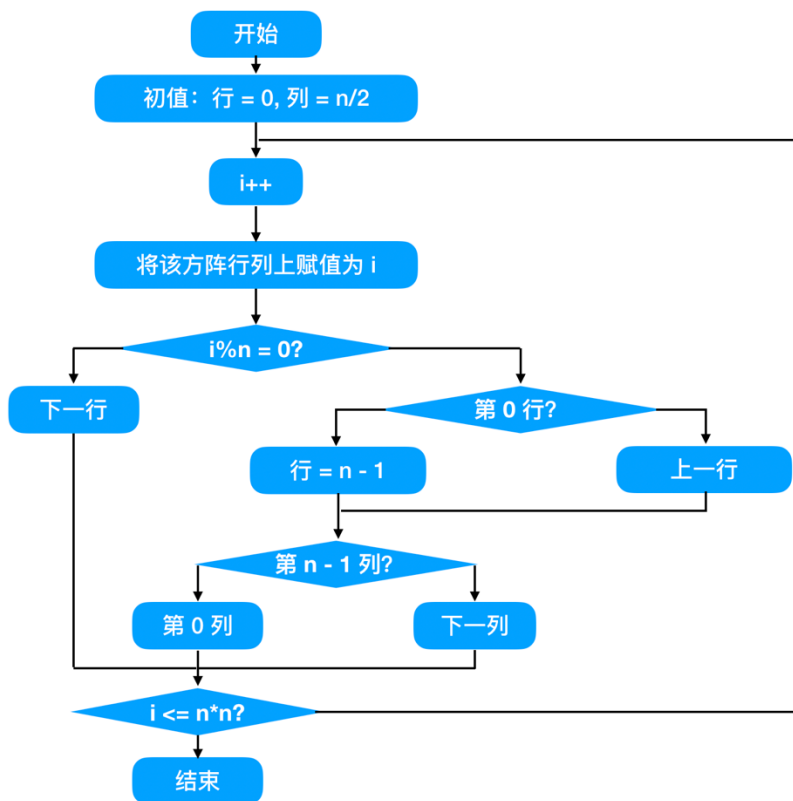 开始
初值：行 = 0, 列 = n/2
i++
将该方阵行列上赋值为 i
i%n = 0?
下一行
第 0 行?
行 = n - 1
上一行
第 n - 1 列?
第 0 列
下一列
i <= n*n?
结束